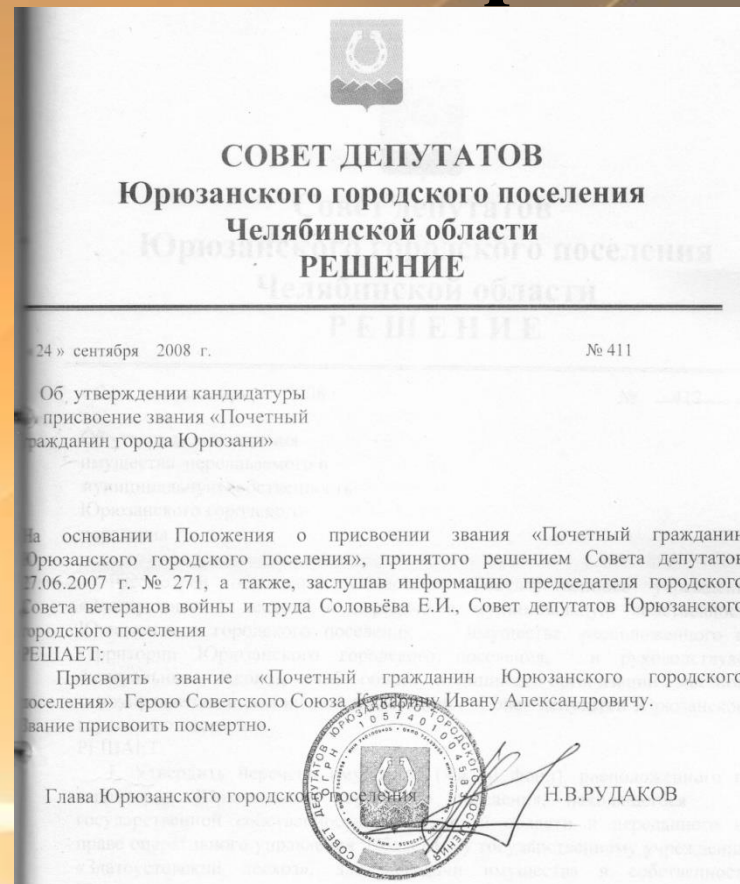 СОВЕТ ДЕПУТАТОВ
Юрюзанского городского поселения
Челябинской области
РЕШЕНИЕ
24 » сентября 2008 г. № 411
Об утверждении кандидатуры
присвоение звания «Почетный
гражданин города Юрюзани»
На основании Положения о присвоении звания «Почетный гражданин
Юрюзанского городского поселения», принятого решением Совета депутатов
27.06.2007 г. № 271, а также, заслушав информацию председателя городского
Совета ветеранов войны и труда Соловьёва Е.И., Совет депутатов Юрюзанского
городского поселения
РЕШАЕТ:
Присвоить звание «Почетный гражданин Юрюзанского городского
поселения» Герою Советского Союза Ивану Александровичу.
Звание присвоить посмертно.
Глава Юрюзанского городского поселения Н.В.РУДАКОВ